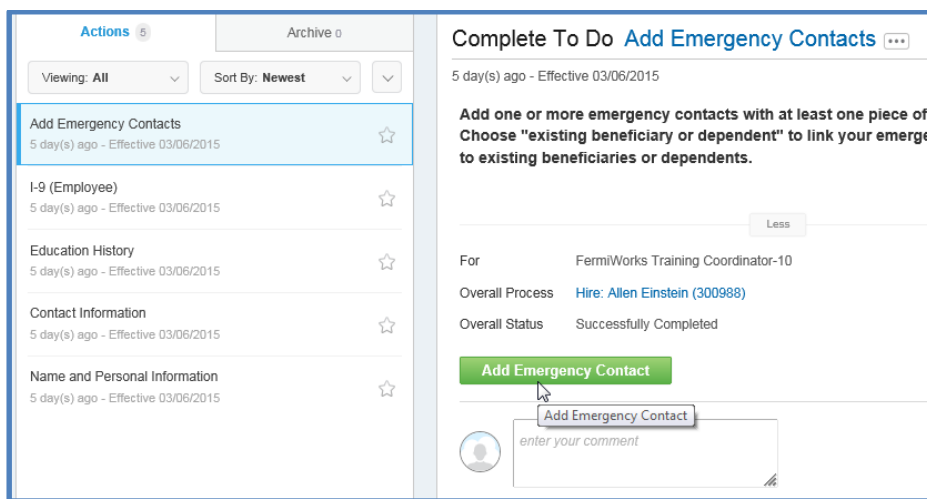 Actions 5
Archive 0
Viewing: All
Sort By: Newest
Add Emergency Contacts
5 day(s) ago - Effective 03/06/2015
I-9 (Employee)
5 day(s) ago - Effective 03/06/2015
Education History
5 day(s) ago - Effective 03/06/2015
Contact Information
5 day(s) ago - Effective 03/06/2015
Name and Personal Information
5 day(s) ago - Effective 03/06/2015
Complete To Do Add Emergency Contacts
5 day(s) ago - Effective 03/06/2015
Add one or more emergency contacts with at least one piece of
Choose "existing beneficiary or dependent" to link your emerge
to existing beneficiaries or dependents.
Less
For FermiWorks Training Coordinator-10
Overall Process Hire: Allen Einstein (300988)
Overall Status Successfully Completed
Add Emergency Contact
Add Emergency Contact
enter your comment